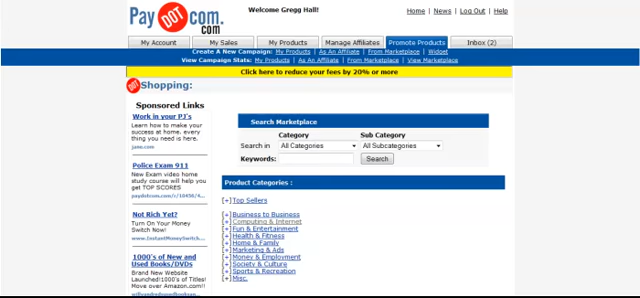 Pay DOT com.
com
Welcome Gregg Hall!
Home | News | Log Out | Help
My Account
My Sales
My Products
Manage Affiliates
Promote Products
Inbox (2)
Create A New Campaign: My Products | As An Affiliate | From Marketplace | Widget
View Campaign Stats: My Products | As An Affiliate | From Marketplace | View Marketplace
Click here to reduce your fees by 20% or more
DOT Shopping:
Sponsored Links
Work in your PJ's
Learn how to make your
success at home. every
thing you need is here.
jane.com
Police Exam 911
New Exam video home
study course will help you
get TOP SCORES
Not Rich Yet?
Turn On Your Money
Switch Now!
www.InstantMoneySwitch...
1000's of New and
Used Books/DVDs
Brand New Website
Launched!1000's of Titles!
Move over Amazon.com!!
Search Marketplace
Category
Sub Category
Search in
All Categories
All Subcategories
Keywords:
Search
Product Categories :
[+]Top Sellers
[+]Business to Business
[+]Computing & Internet
[+]Fun & Entertainment
[+]Health & Fitness
[+]Home & Family
[+]Marketing & Ads
[+]Money & Employment
[+]Society & Culture
[+]Sports & Recreation
[+]Misc.